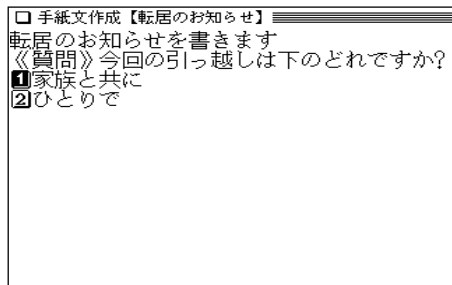 □ 手紙文作成【転居のお知らせ】
転居のお知らせを書きます
《質問》今回の引っ越しは下のどれですか?
1家族と共に
2ひとりで